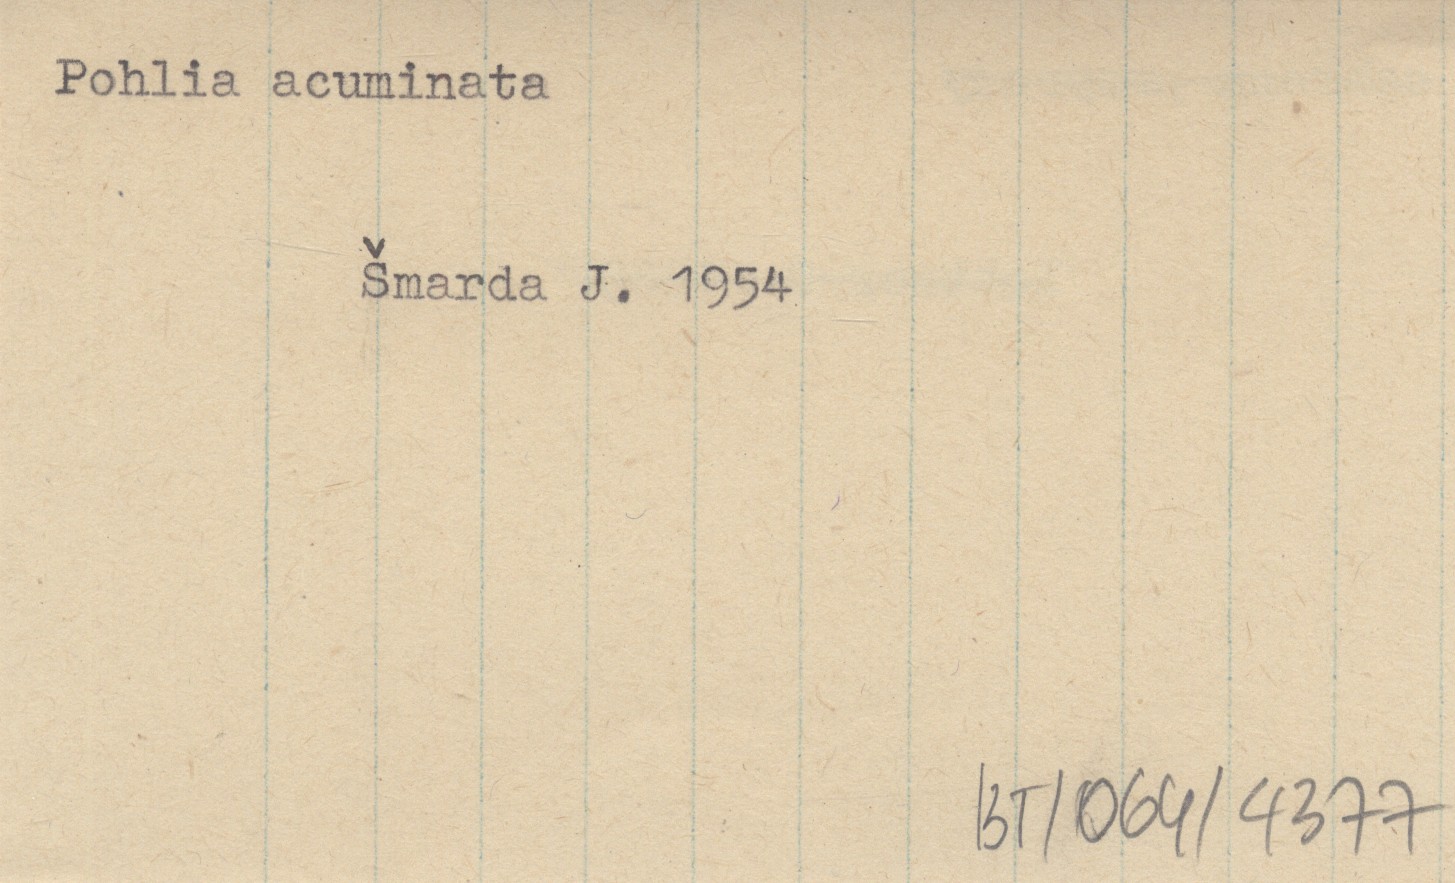 Pohlia acuminata
Šmarda J. 1954
BT/064/4377